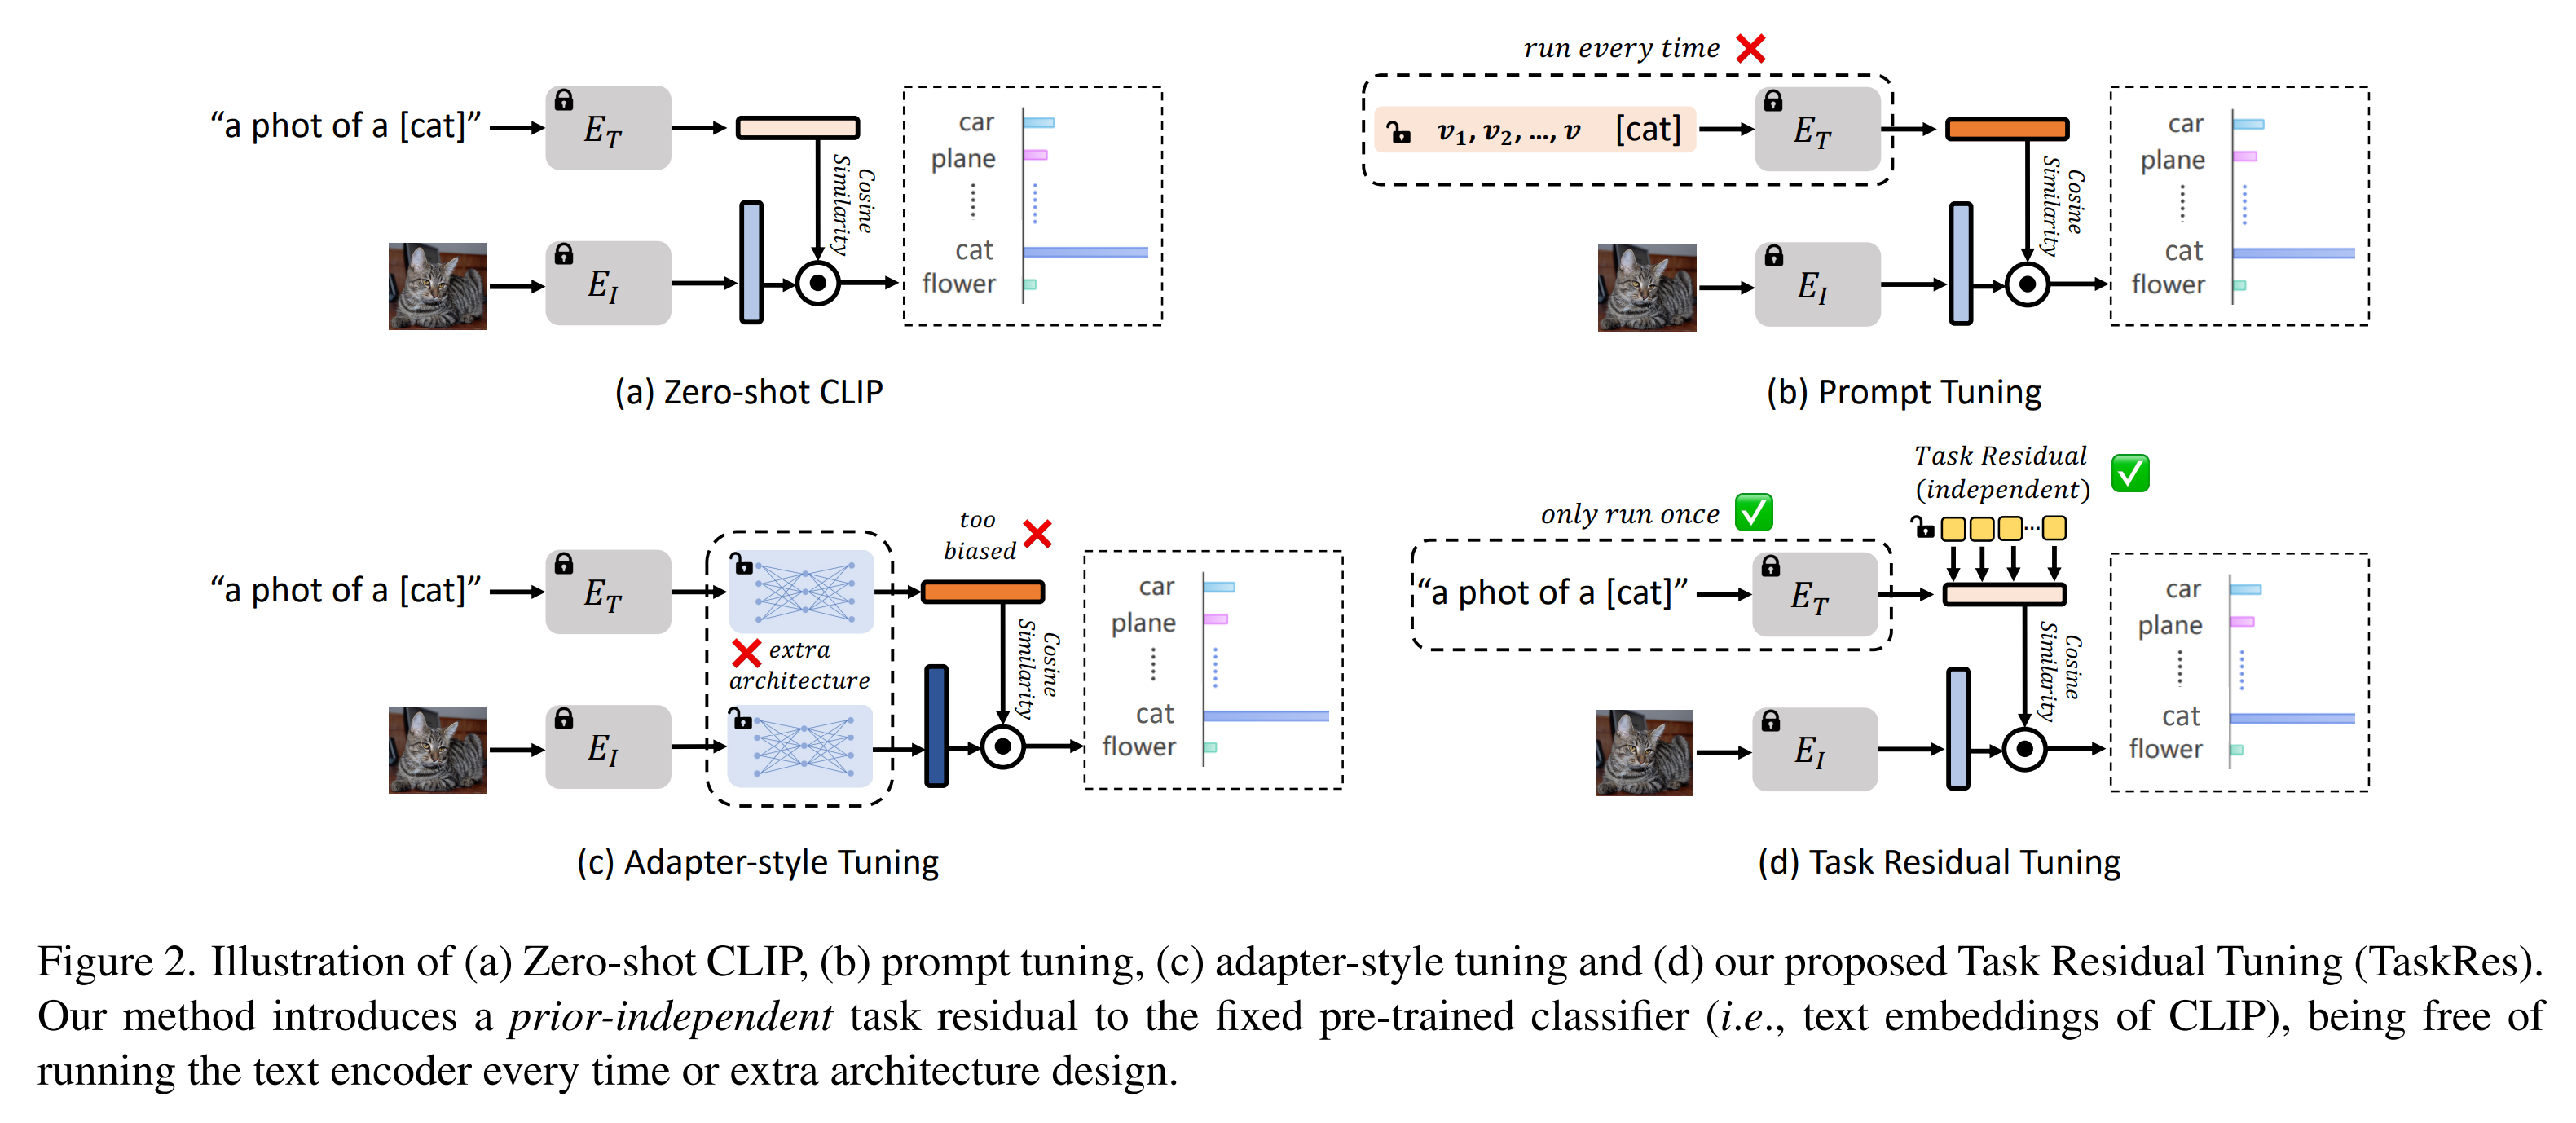 “a phot of a [cat]”
E_T
Cosine
Similarity
E_I
car
plane
cat
flower
(a) Zero-shot CLIP
run every time
v₁, v₂, ..., v [cat]
E_T
Cosine
Similarity
E_I
car
plane
cat
flower
(b) Prompt Tuning
“a phot of a [cat]”
E_T
too
biased
extra
architecture
Cosine
Similarity
E_I
car
plane
cat
flower
(c) Adapter-style Tuning
only run once
Task Residual
(independent)
“a phot of a [cat]”
E_T
Cosine
Similarity
E_I
car
plane
cat
flower
(d) Task Residual Tuning
Figure 2. Illustration of (a) Zero-shot CLIP, (b) prompt tuning, (c) adapter-style tuning and (d) our proposed Task Residual Tuning (TaskRes).
Our method introduces a prior-independent task residual to the fixed pre-trained classifier (i.e., text embeddings of CLIP), being free of
running the text encoder every time or extra architecture design.